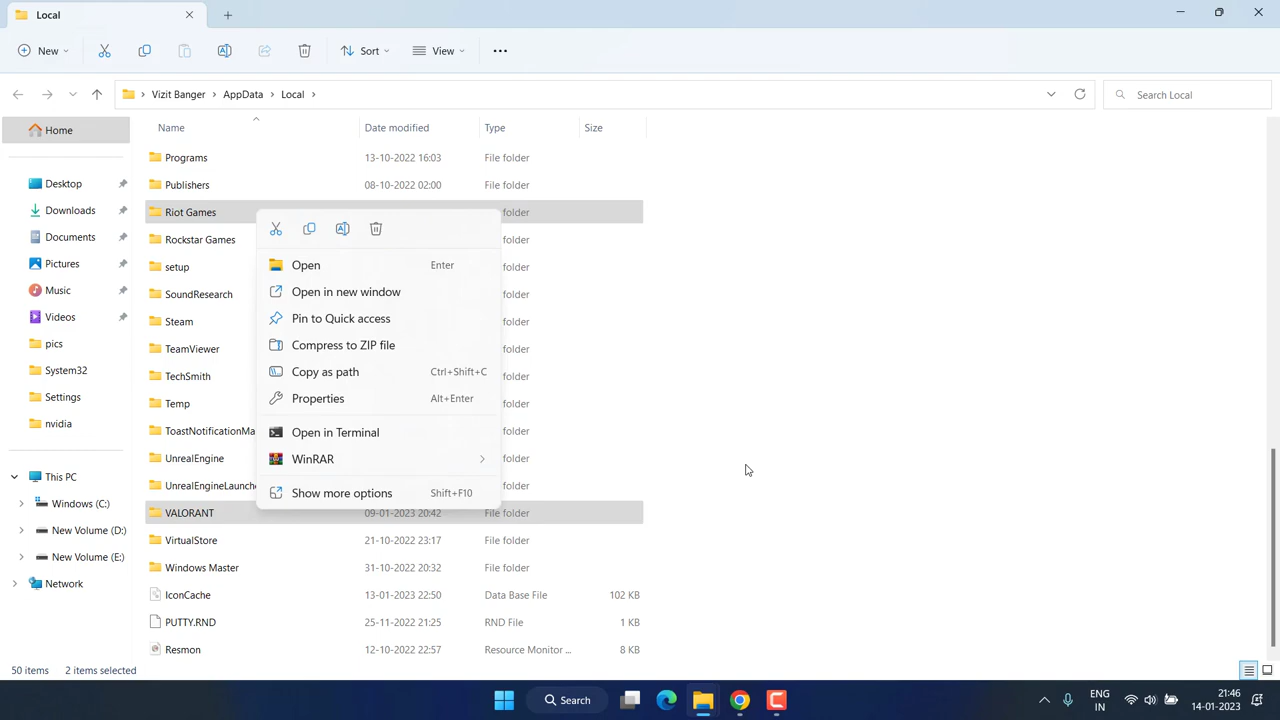 Local
New
Sort
View
Vizit Banger
AppData
Local
Search Local
Name
Date modified
Type
Size
Home
Desktop
Downloads
Documents
Pictures
Music
Videos
pics
System32
Settings
nvidia
This PC
Windows (C:)
New Volume (D:)
New Volume (E:)
Network
Programs 13-10-2022 16:03 File folder
Publishers 08-10-2022 02:00 File folder
Riot Games folder
Rockstar Games folder
setup folder
SoundResearch folder
Steam folder
TeamViewer folder
TechSmith folder
Temp folder
ToastNotificationMa folder
UnrealEngine folder
UnrealEngineLaunche folder
VALORANT 09-01-2023 20:42 File folder
VirtualStore 21-10-2022 23:17 File folder
Windows Master 31-10-2022 20:32 File folder
IconCache 13-01-2023 22:50 Data Base File 102 KB
PUTTY.RND 25-11-2022 21:25 RND File 1 KB
Resmon 12-10-2022 22:57 Resource Monitor ... 8 KB
Open Enter
Open in new window
Pin to Quick access
Compress to ZIP file
Copy as path Ctrl+Shift+C
Properties Alt+Enter
Open in Terminal
WinRAR
Show more options Shift+F10
50 items 2 items selected
Search
ENG
IN
21:46
14-01-2023